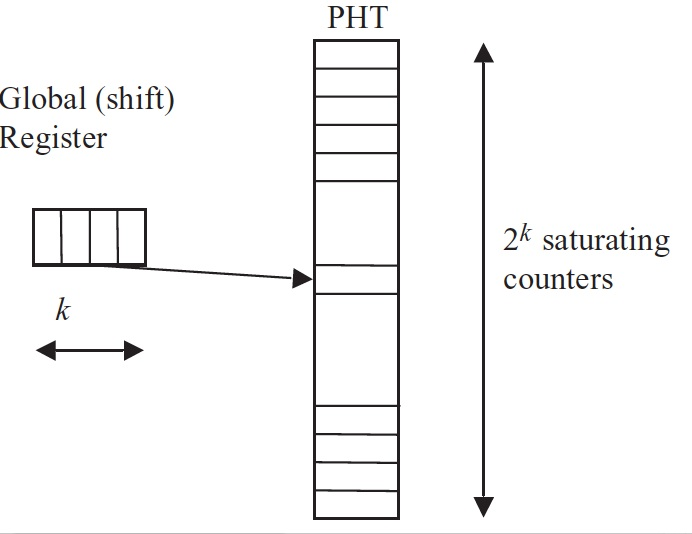 PHT
Global (shift)
Register
k
2^k saturating
counters